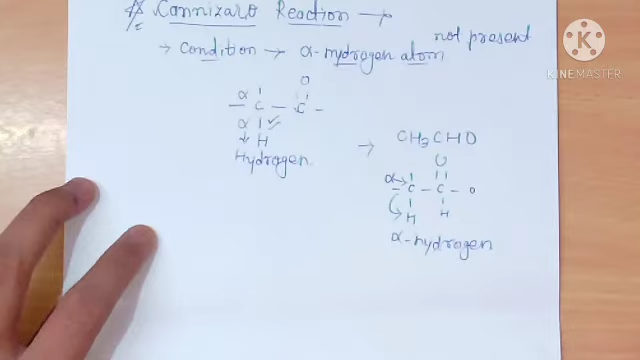 Cannizaro Reaction →
→ Condition → α-hydrogen atom not present
O
α
— C — C —
α
H
Hydrogen
→ CH3CHO
O
α → C — C — o
H H
α-hydrogen
KINEMASTER